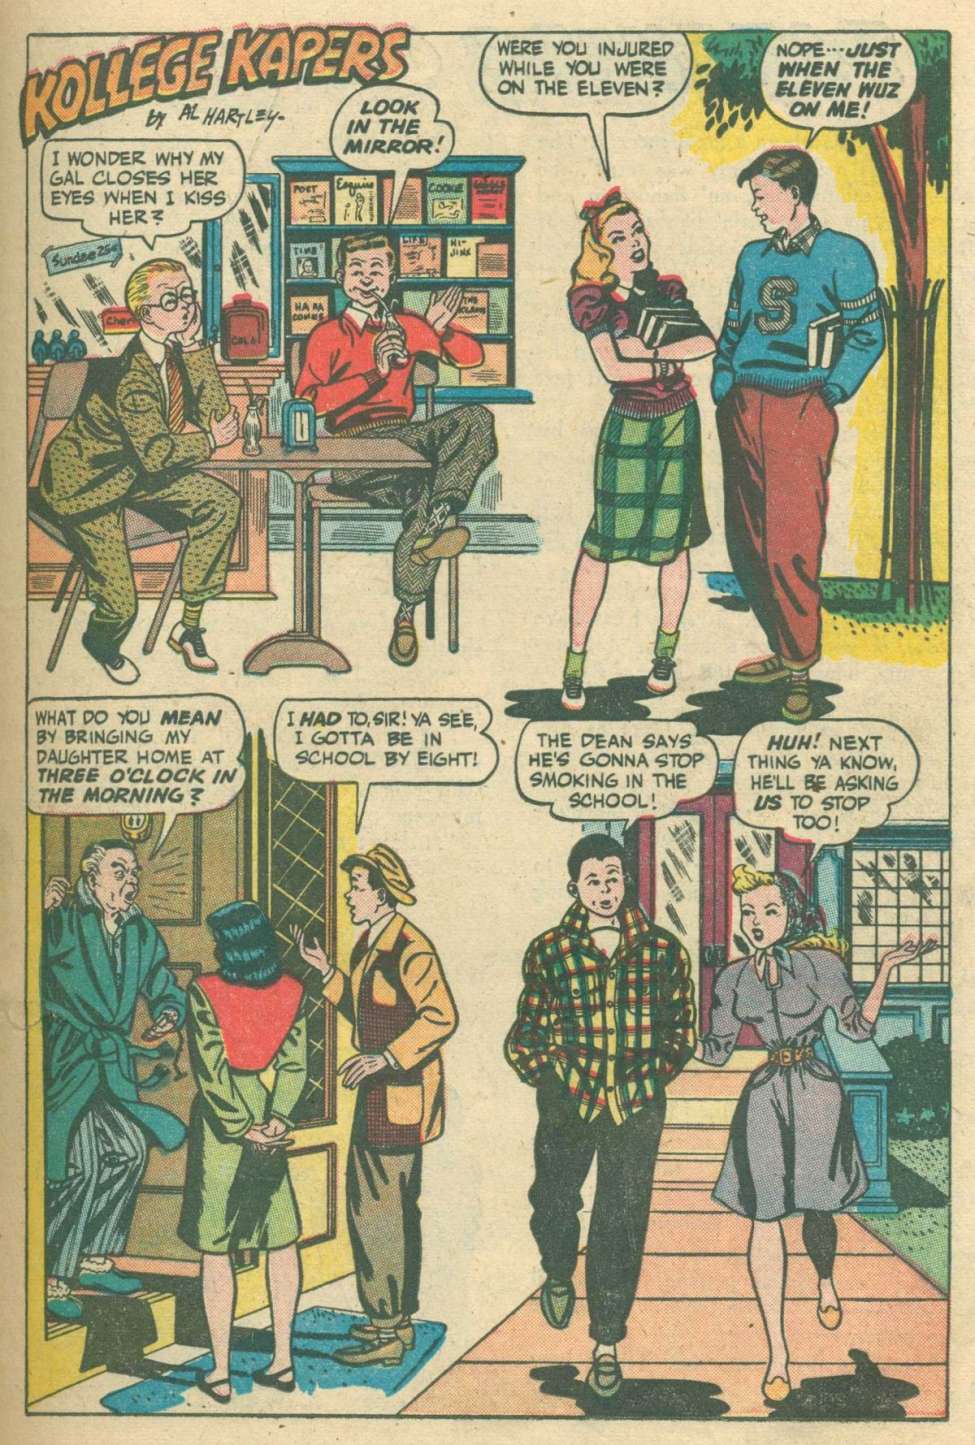 KOLLEGE KAPERS
by AL HARTLEY-
I WONDER WHY MY
GAL CLOSES HER
EYES WHEN I KISS
HER?
LOOK
IN THE
MIRROR!
Sundae 25¢
Cher
COLA
POST
Esquire
COOKIE
TIME
LIFE
HI-
JINX
HA HA
COMICS
THE
KILROYS
WERE YOU INJURED
WHILE YOU WERE
ON THE ELEVEN?
NOPE...JUST
WHEN THE
ELEVEN WUZ
ON ME!
S
WHAT DO YOU MEAN
BY BRINGING MY
DAUGHTER HOME AT
THREE O'CLOCK IN
THE MORNING?
I HAD TO, SIR! YA SEE,
I GOTTA BE IN
SCHOOL BY EIGHT!
THE DEAN SAYS
HE'S GONNA STOP
SMOKING IN THE
SCHOOL!
HUH! NEXT
THING YA KNOW,
HE'LL BE ASKING
US TO STOP
TOO!